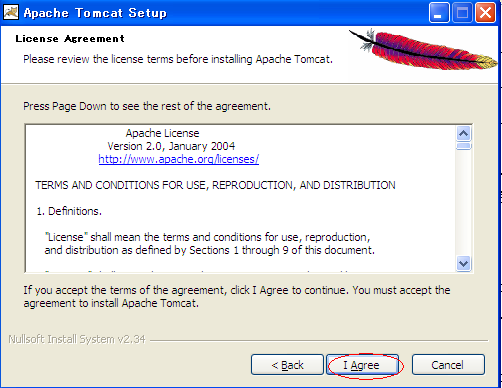 Apache Tomcat Setup
License Agreement
Please review the license terms before installing Apache Tomcat.
Press Page Down to see the rest of the agreement.
Apache License
Version 2.0, January 2004
http://www.apache.org/licenses/
TERMS AND CONDITIONS FOR USE, REPRODUCTION, AND DISTRIBUTION
1. Definitions.
"License" shall mean the terms and conditions for use, reproduction,
and distribution as defined by Sections 1 through 9 of this document.
If you accept the terms of the agreement, click I Agree to continue. You must accept the
agreement to install Apache Tomcat.
Nullsoft Install System v2.34
< Back
I Agree
Cancel